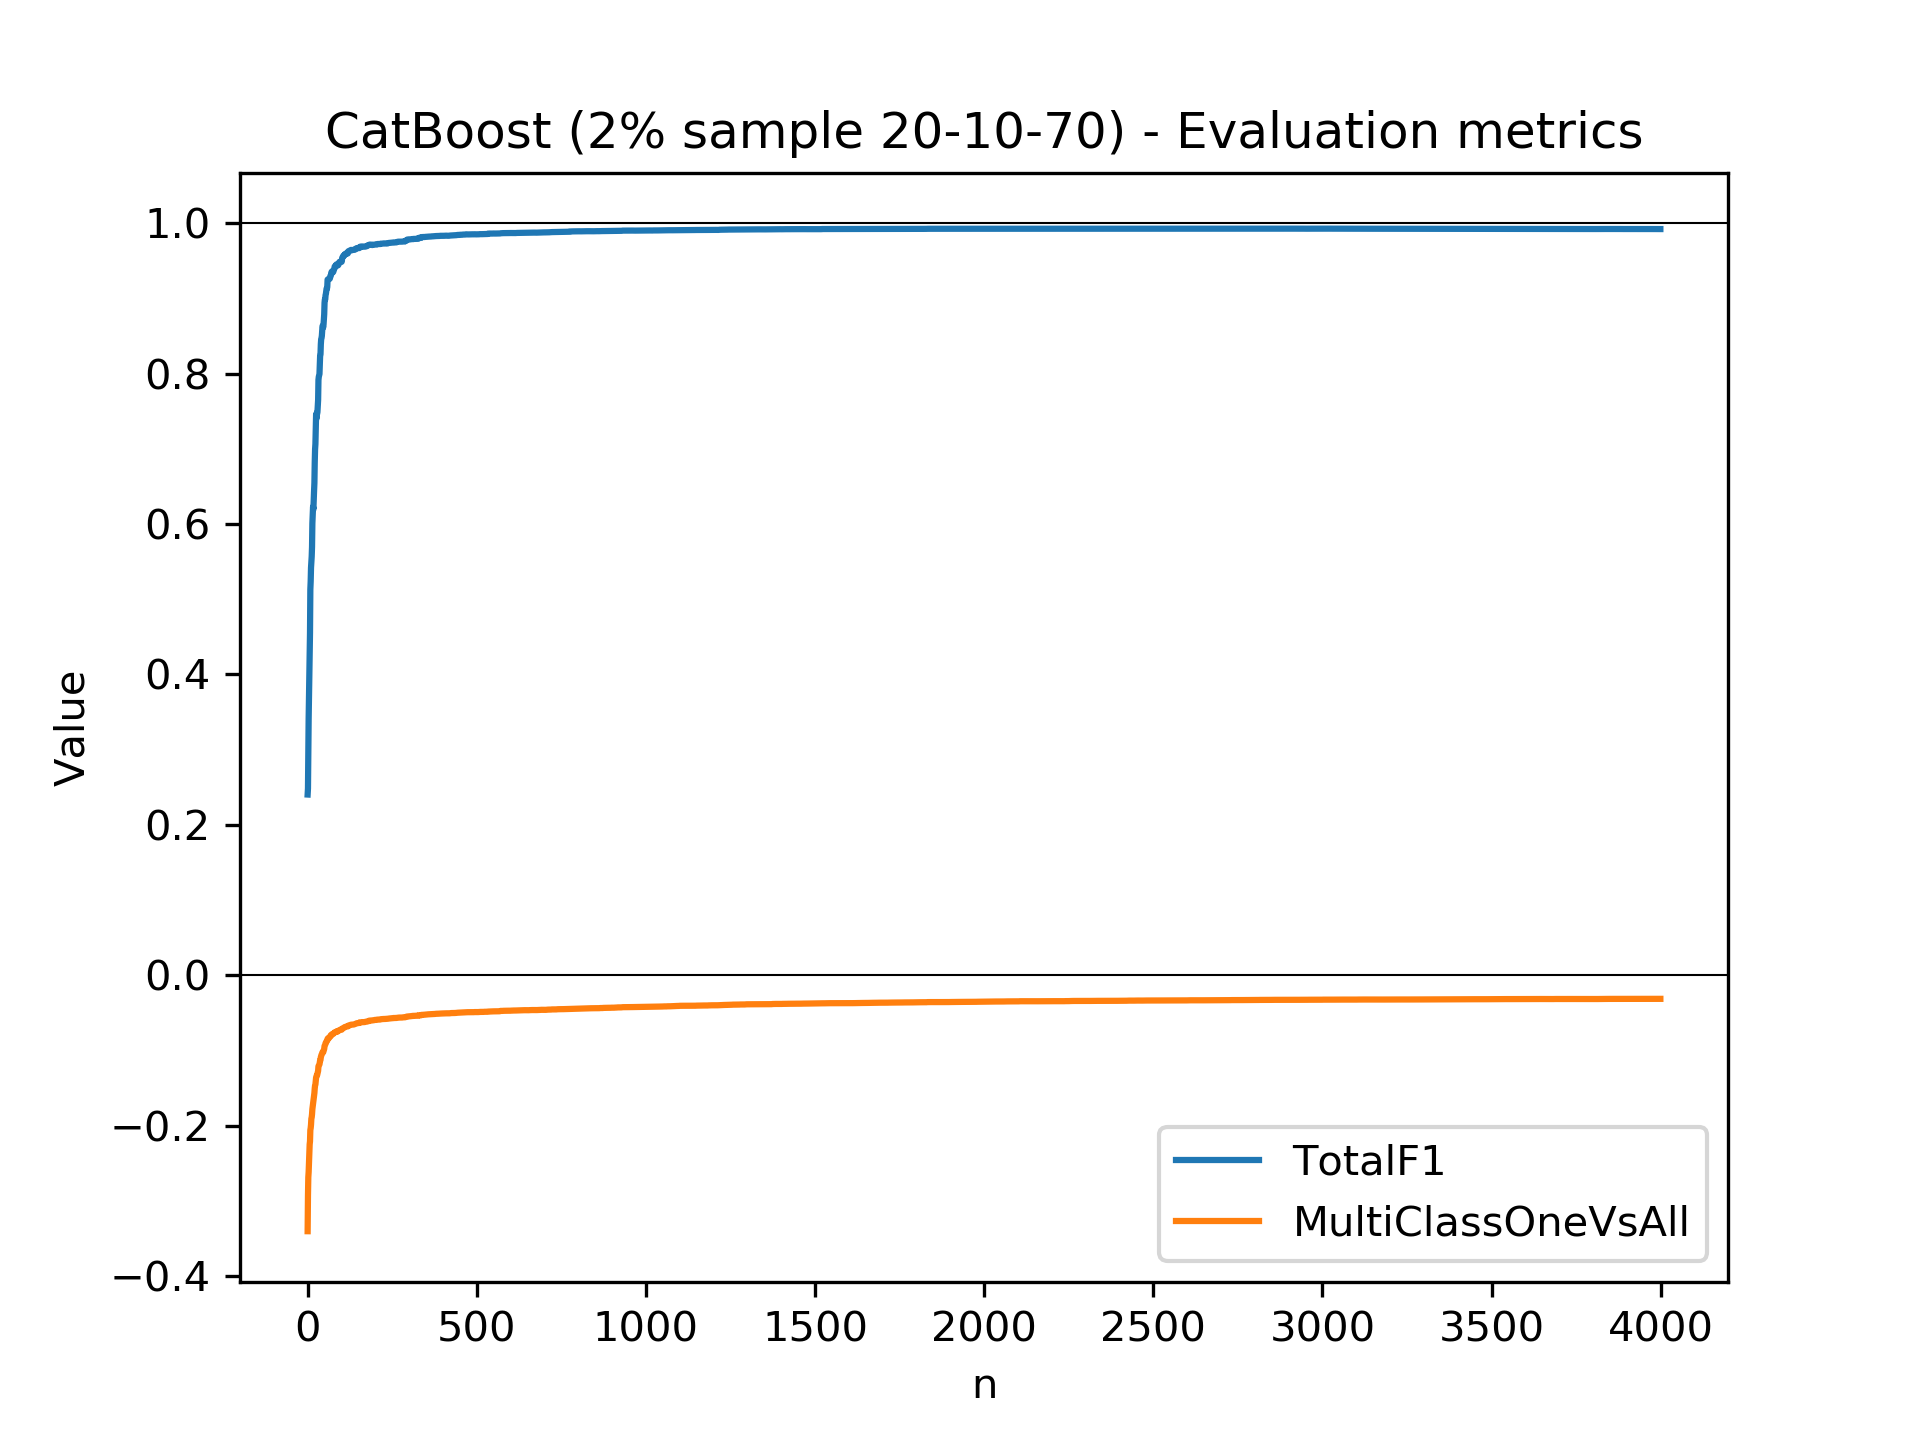 CatBoost (2% sample 20-10-70) - Evaluation metrics
1.0
0.8
0.6
0.4
0.2
0.0
−0.2
−0.4
Value
TotalF1
MultiClassOneVsAll
0 500 1000 1500 2000 2500 3000 3500 4000
n